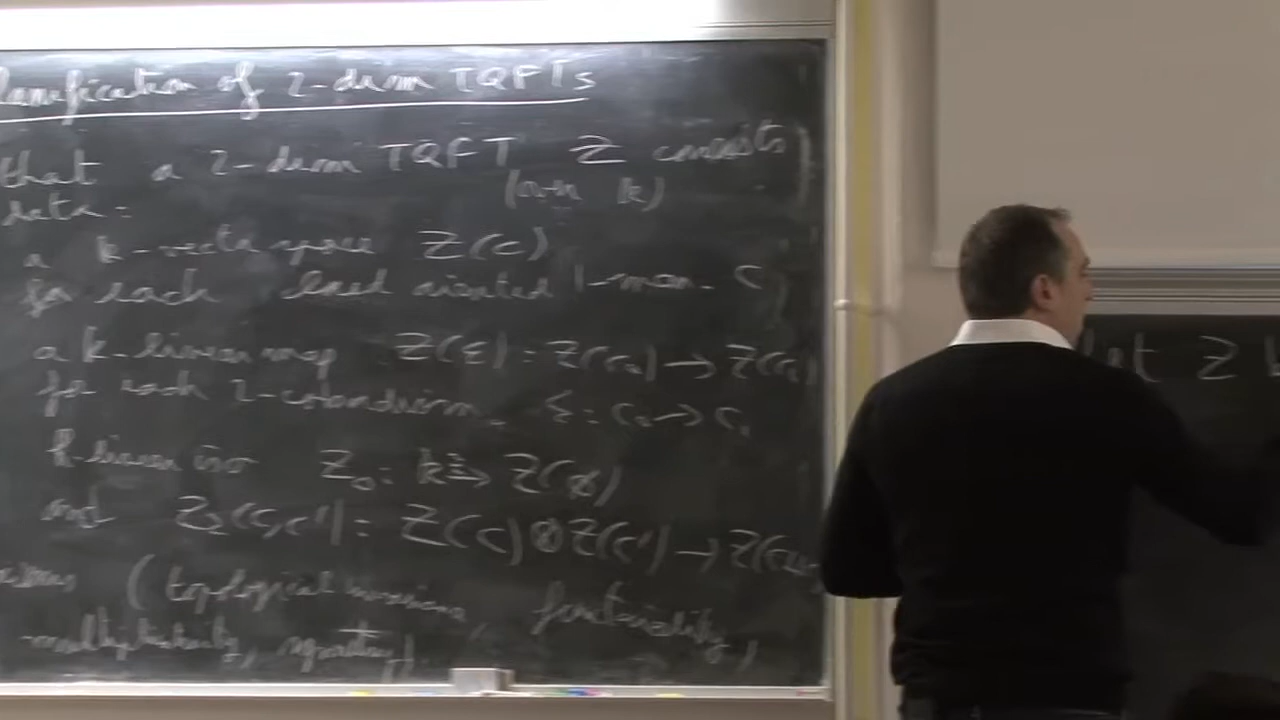 lassification of 2-dim TQFTs
that a 2-dim TQFT Z consists
(over k)
data:
a k-vector space Z(C)
for each closed oriented 1-man. C
a k-linear map Z(Σ): Z(C₀) → Z(C₁)
for each 2-cobordism Σ: C₀ → C₁
k-linear iso Z₀: k ≅→ Z(∅)
and Z₂(C,C'): Z(C) ⊗ Z(C') → Z(C⊔
(topological invariance, functoriality,
multiplicativity, symmetry)
let Z b